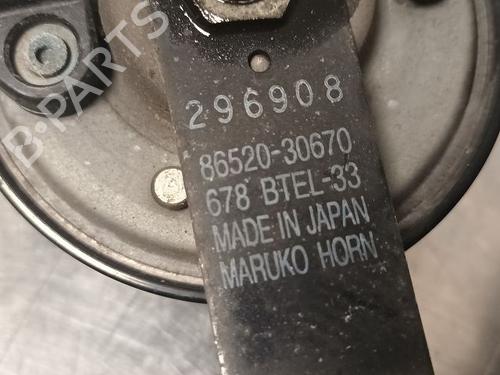 296908
86520-30670
678 BTEL-33
MADE IN JAPAN
MARUKO HORN
B-PARTS